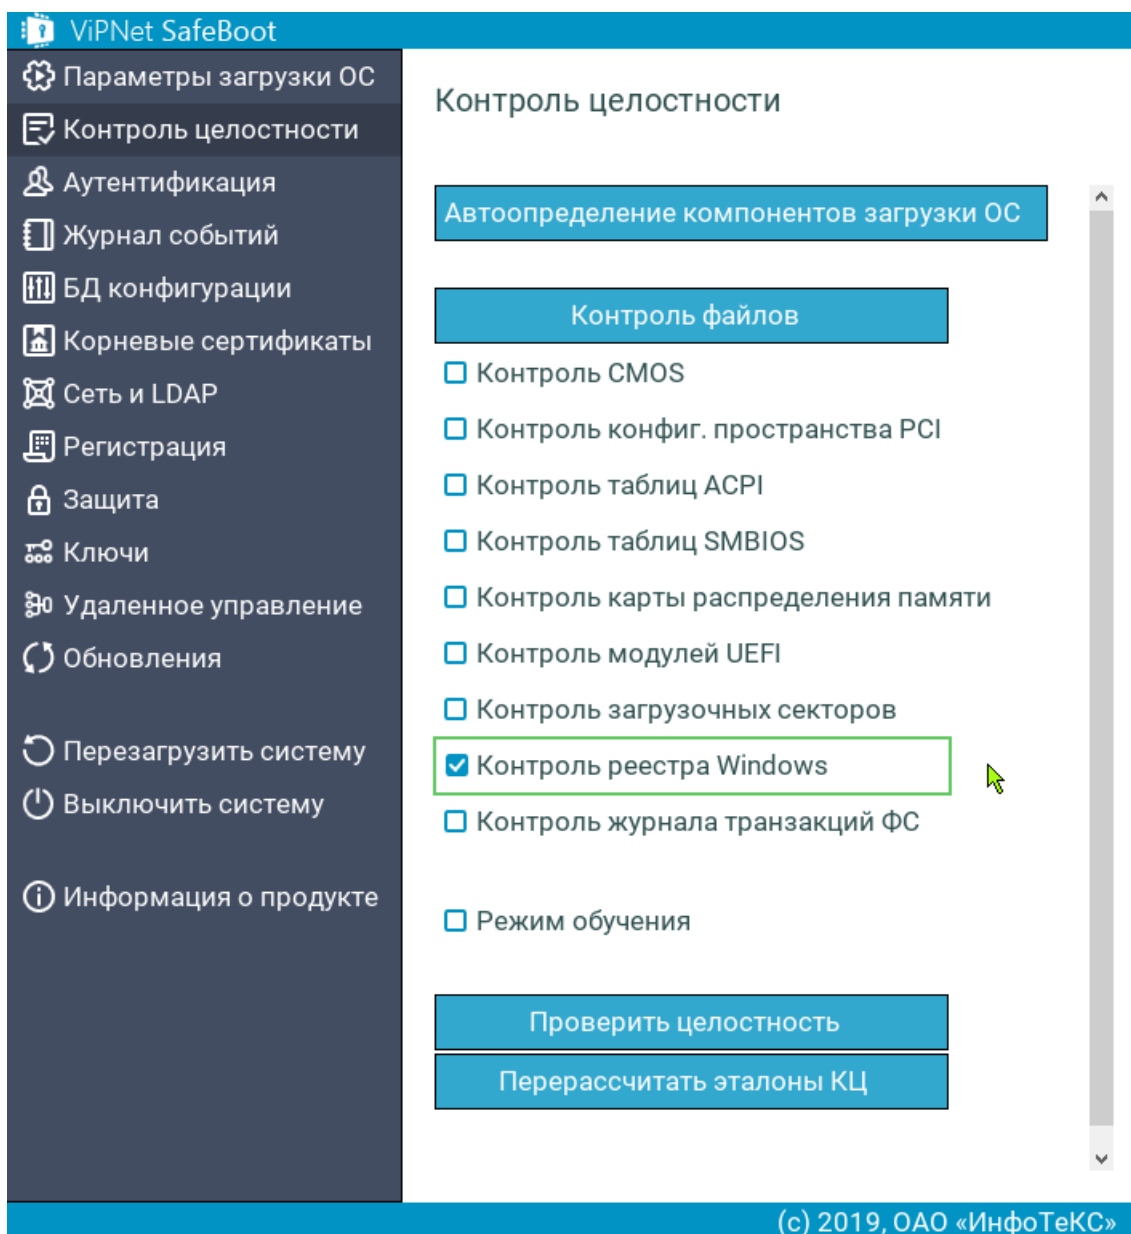 ViPNet SafeBoot
Параметры загрузки ОС
Контроль целостности
Аутентификация
Журнал событий
БД конфигурации
Корневые сертификаты
Сеть и LDAP
Регистрация
Защита
Ключи
Удаленное управление
Обновления
Перезагрузить систему
Выключить систему
Информация о продукте
Контроль целостности
Автоопределение компонентов загрузки ОС
Контроль файлов
Контроль CMOS
Контроль конфиг. пространства PCI
Контроль таблиц ACPI
Контроль таблиц SMBIOS
Контроль карты распределения памяти
Контроль модулей UEFI
Контроль загрузочных секторов
Контроль реестра Windows
Контроль журнала транзакций ФС
Режим обучения
Проверить целостность
Перерассчитать эталоны КЦ
(c) 2019, ОАО «ИнфоТеКС»